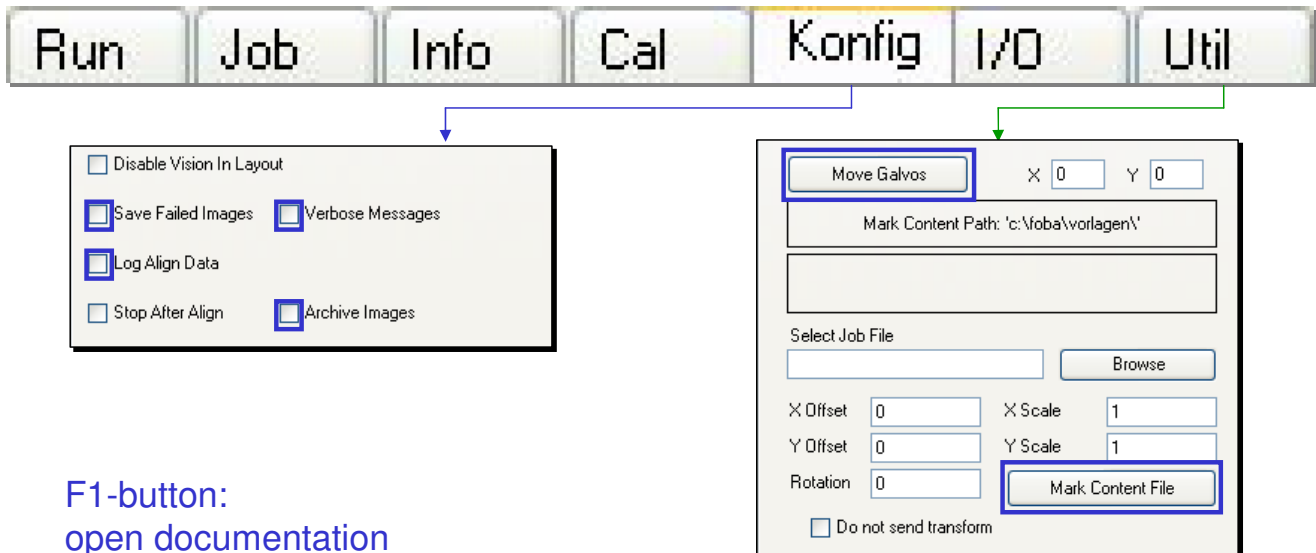 Run Job Info Cal Konfig I/O Util
Disable Vision In Layout
Save Failed Images Verbose Messages
Log Align Data
Stop After Align Archive Images
Move Galvos X 0 Y 0
Mark Content Path: 'c:\foba\vorlagen\'
Select Job File
Browse
X Offset 0 X Scale 1
Y Offset 0 Y Scale 1
Rotation 0 Mark Content File
Do not send transform
F1-button:
open documentation